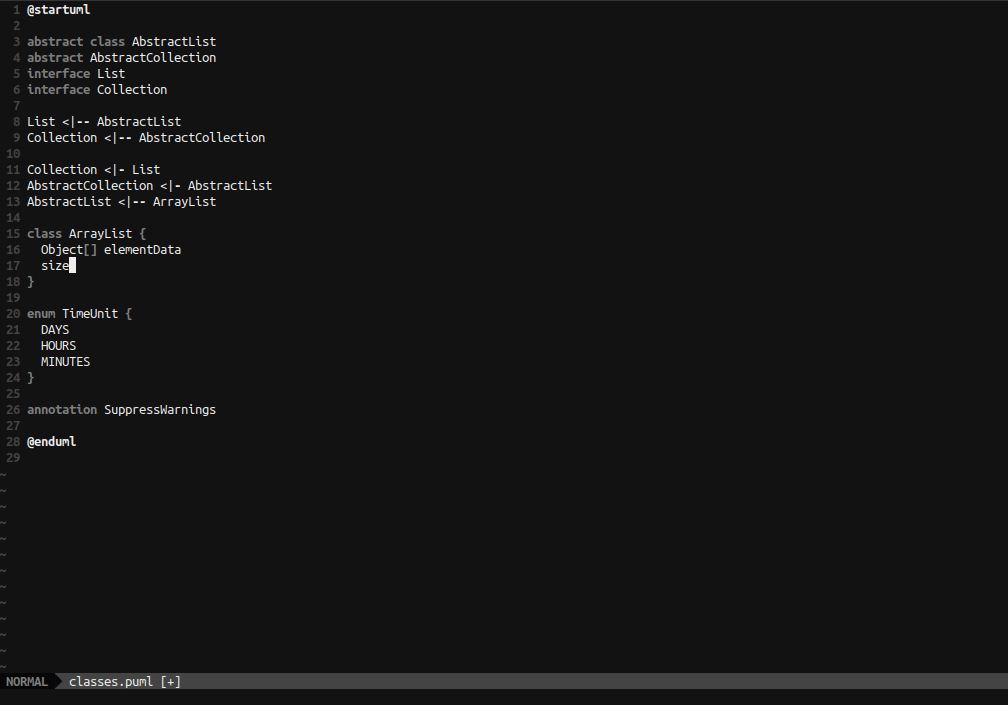 1 @startuml
2
3 abstract class AbstractList
4 abstract AbstractCollection
5 interface List
6 interface Collection
7
8 List <|-- AbstractList
9 Collection <|-- AbstractCollection
10
11 Collection <|- List
12 AbstractCollection <|- AbstractList
13 AbstractList <|-- ArrayList
14
15 class ArrayList {
16   Object[] elementData
17   size
18 }
19
20 enum TimeUnit {
21   DAYS
22   HOURS
23   MINUTES
24 }
25
26 annotation SuppressWarnings
27
28 @enduml
29
~
~
~
~
~
~
~
~
~
~
~
~
~
NORMAL classes.puml [+]